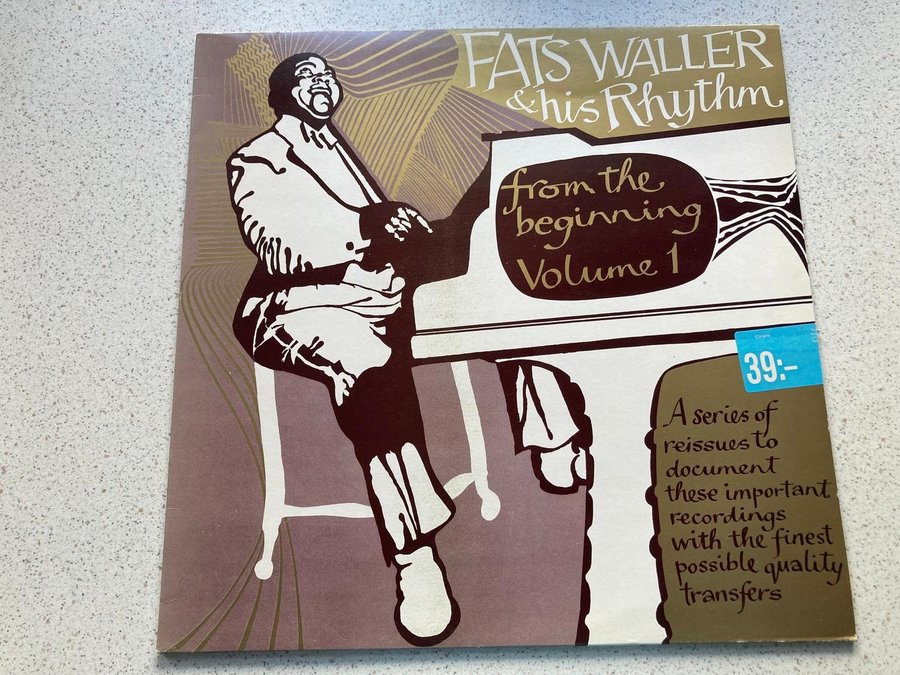 FATS WALLER
& his Rhythm
from the
beginning
Volume 1
39:-
A series of
reissues to
document
these important
recordings
with the finest
possible quality
transfers